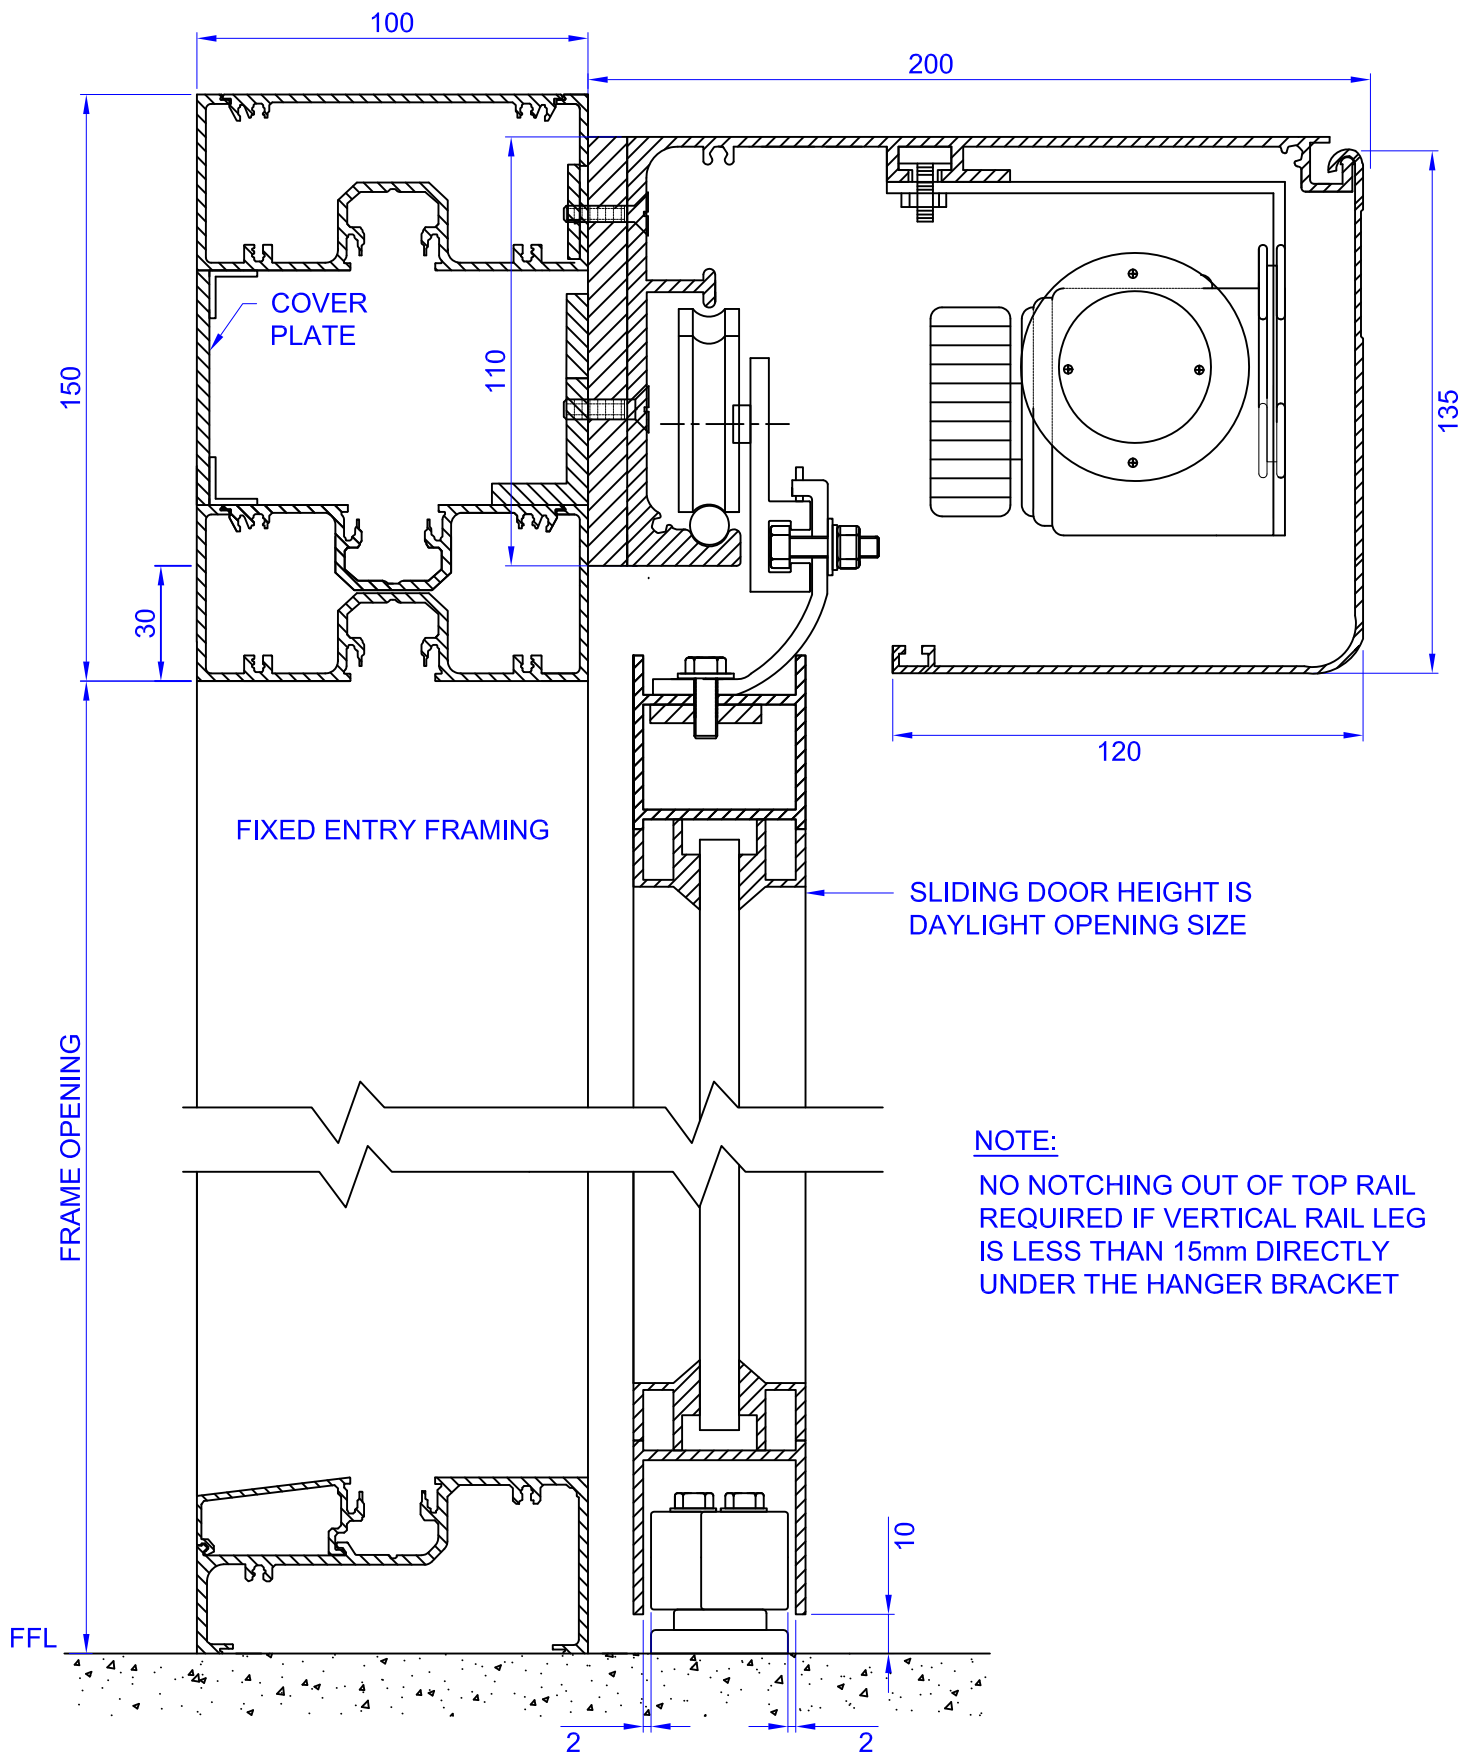 100
200
COVER
PLATE
150
110
135
30
120
FIXED ENTRY FRAMING
SLIDING DOOR HEIGHT IS
DAYLIGHT OPENING SIZE
FRAME OPENING
NOTE:
NO NOTCHING OUT OF TOP RAIL
REQUIRED IF VERTICAL RAIL LEG
IS LESS THAN 15mm DIRECTLY
UNDER THE HANGER BRACKET
10
FFL
2
2